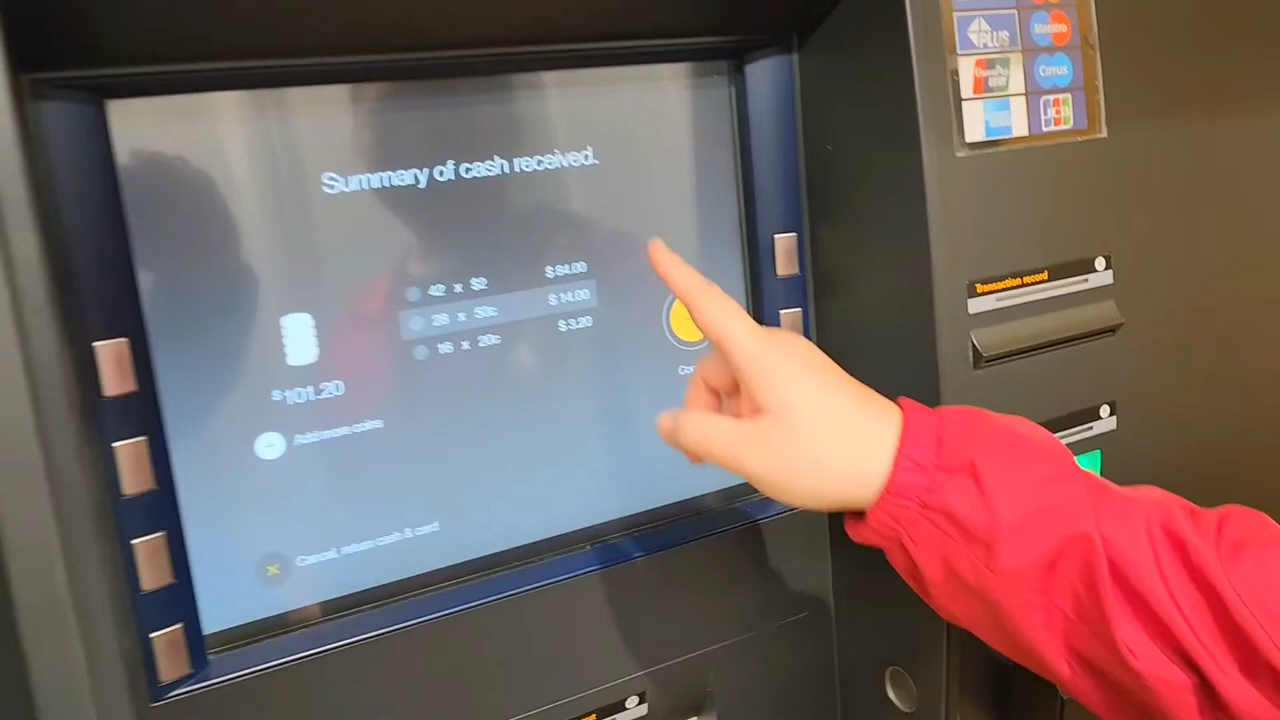 PLUS
Maestro
UnionPay
Cirrus
JCB
Summary of cash received.
42 x $2 $84.00
28 x 50c $14.00
16 x 20c $3.20
$101.20
Add more coins
Cancel, return cash & card
Transaction record